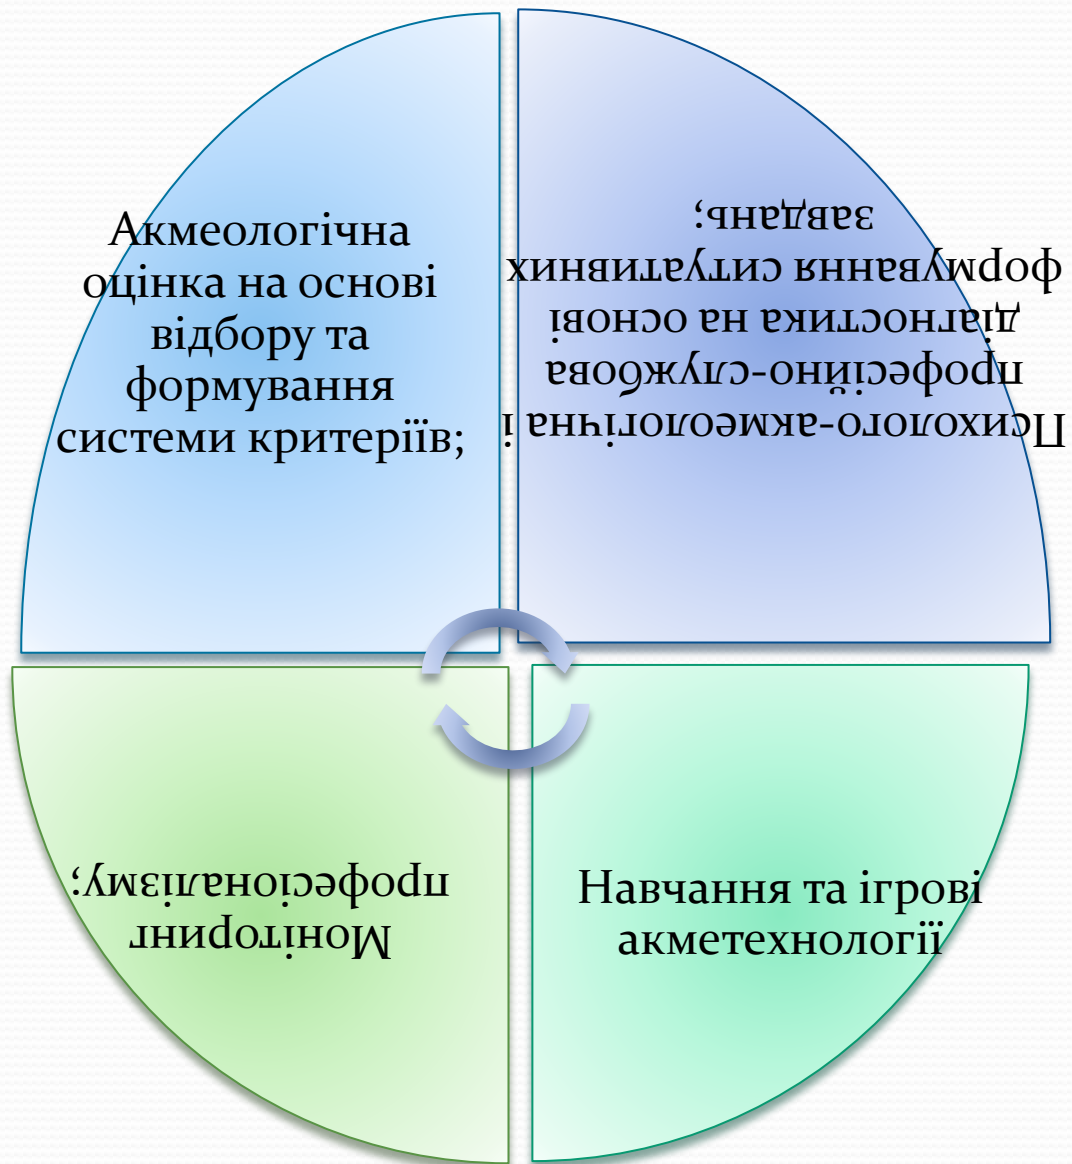 Акмеологічна
оцінка на основі
відбору та
формування
системи критеріїв;
Психолого-акмеологічна і
професійно-службова
діагностика на основі
формування ситуативних
завдань;
Навчання та ігрові
акметехнології
Моніторинг
професіоналізму;